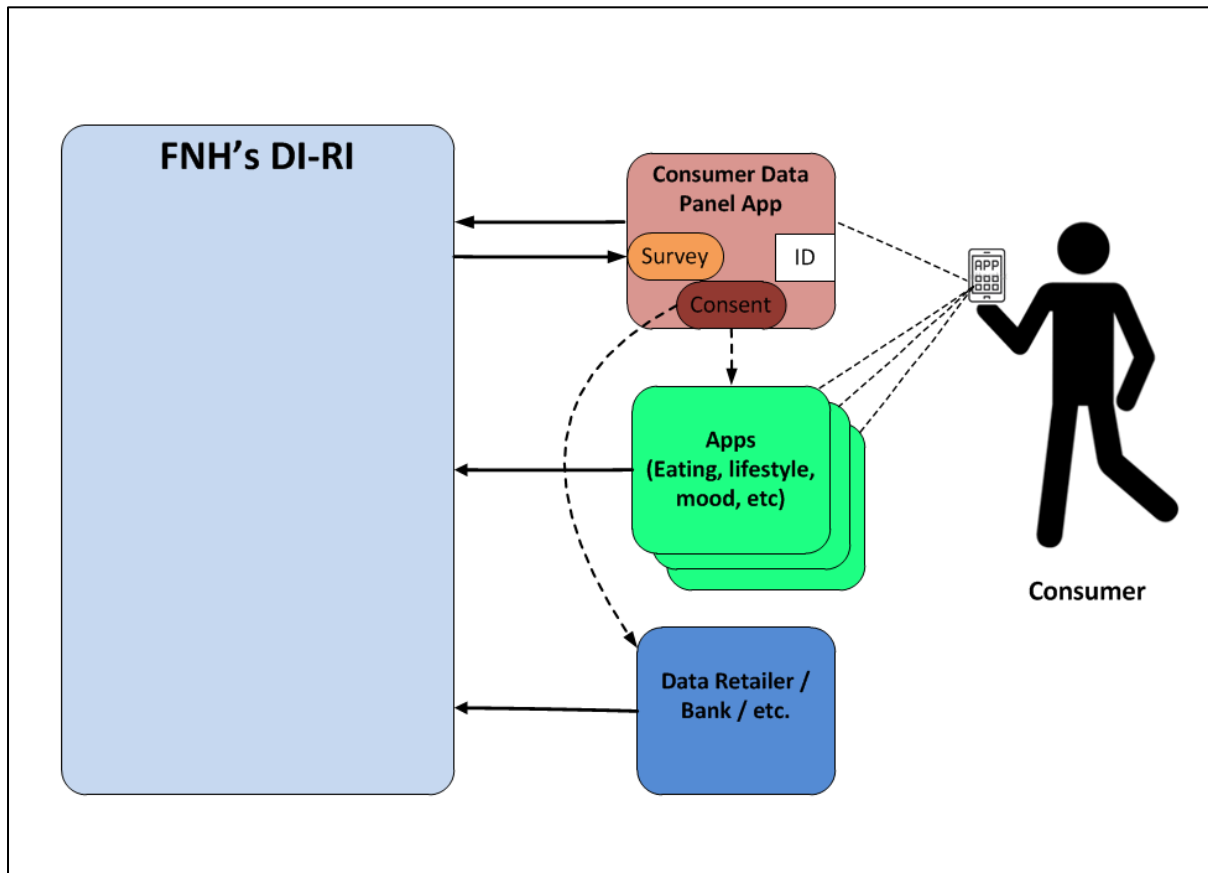 FNH's DI-RI
Consumer Data
Panel App
Survey
ID
Consent
APP
Apps
(Eating, lifestyle,
mood, etc)
Consumer
Data Retailer /
Bank / etc.